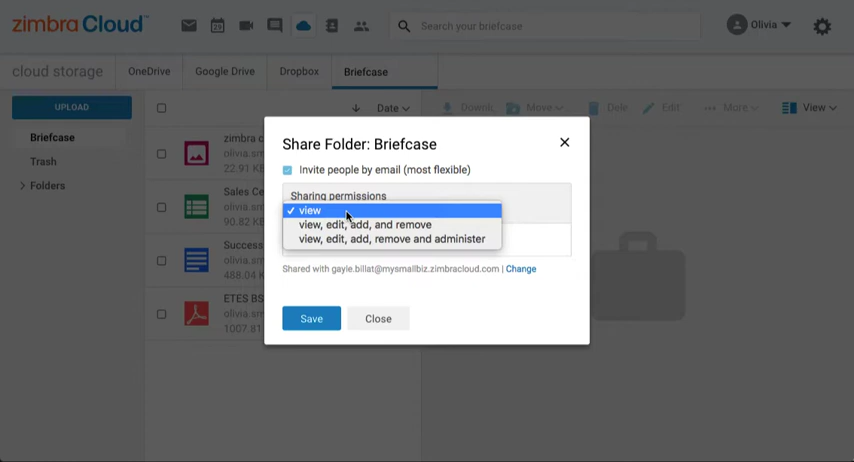 zimbra Cloud™
23
Search your briefcase
Olivia
cloud storage
OneDrive
Google Drive
Dropbox
Briefcase
UPLOAD
Date
Move
Edit
More
View
Briefcase
Trash
Folders
zimbra c
olivia.sm
22.91 KB
Sales Ce
olivia.sm
90.82 KB
Success
olivia.sm
488.04 K
ETES BS
olivia.sm
1007.81
Share Folder: Briefcase
Invite people by email (most flexible)
Sharing permissions
view
view, edit, add, and remove
view, edit, add, remove and administer
Shared with gayle.billat@mysmallbiz.zimbracloud.com | Change
Save
Close